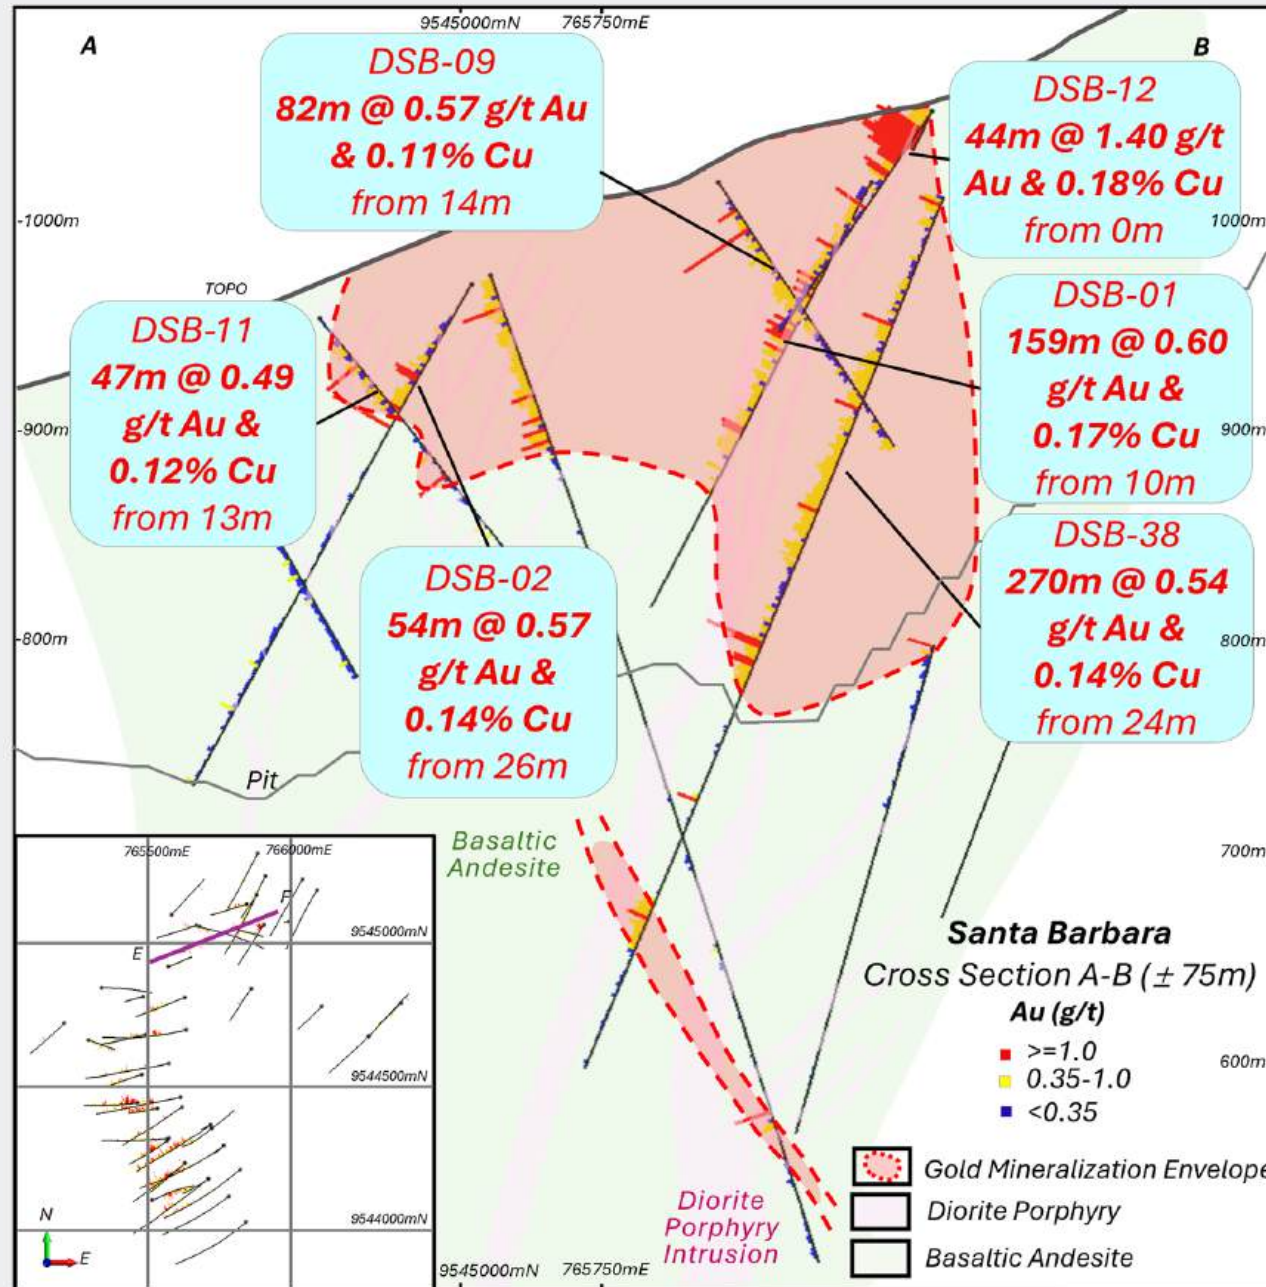 9545000mN 765750mE
A
B
DSB-09
82m @ 0.57 g/t Au
& 0.11% Cu
from 14m
DSB-12
44m @ 1.40 g/t
Au & 0.18% Cu
from 0m
-1000m
1000m
TOPO
DSB-11
47m @ 0.49
g/t Au &
0.12% Cu
from 13m
DSB-01
159m @ 0.60
g/t Au &
0.17% Cu
from 10m
-900m
900m
DSB-02
54m @ 0.57
g/t Au &
0.14% Cu
from 26m
DSB-38
270m @ 0.54
g/t Au &
0.14% Cu
from 24m
-800m
800m
Pit
Basaltic
Andesite
700m
765500mE 766000mE
F
E
9545000mN
9544500mN
9544000mN
N
E
Santa Barbara
Cross Section A-B (± 75m)
Au (g/t)
>=1.0
0.35-1.0
<0.35
600m
Gold Mineralization Envelope
Diorite Porphyry
Basaltic Andesite
Diorite
Porphyry
Intrusion
9545000mN 765750mE